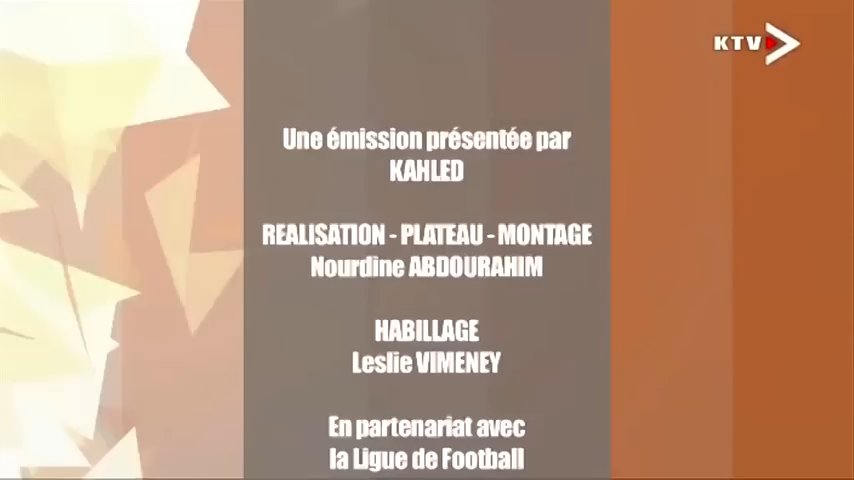 KTV
Une émission présentée par
KAHLED
REALISATION - PLATEAU - MONTAGE
Nourdine ABDOURAHIM
HABILLAGE
Leslie VIMENEY
En partenariat avec
la Ligue de Football